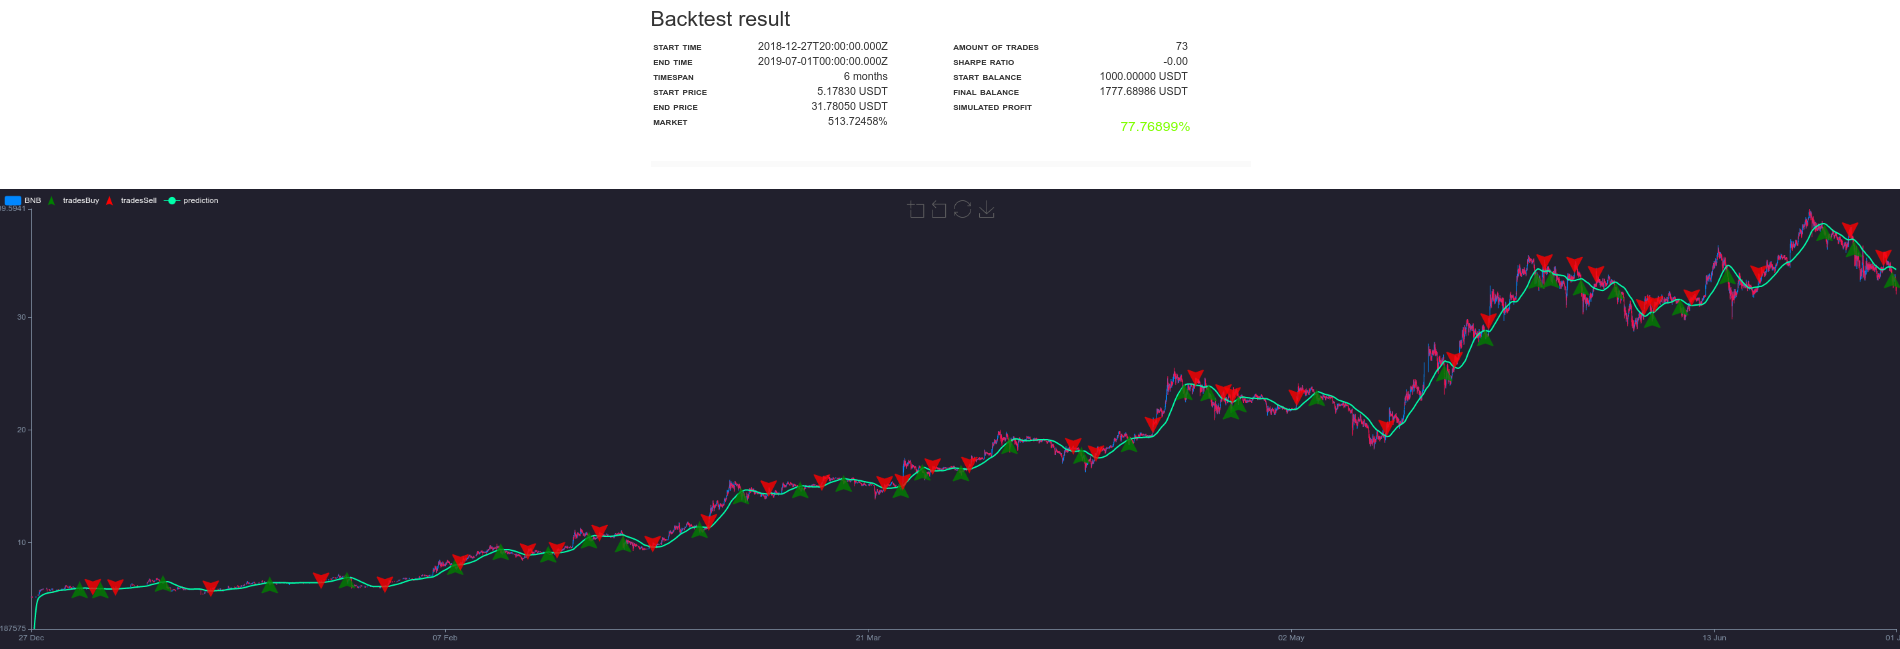 Backtest result
START TIME 2018-12-27T20:00:00.000Z
END TIME 2019-07-01T00:00:00.000Z
TIMESPAN 6 months
START PRICE 5.17830 USDT
END PRICE 31.78050 USDT
MARKET 513.72458%
AMOUNT OF TRADES 73
SHARPE RATIO -0.00
START BALANCE 1000.00000 USDT
FINAL BALANCE 1777.68986 USDT
SIMULATED PROFIT
77.76899%
BNB tradesBuy tradesSell prediction
9.5941
30
20
10
187575
27 Dec 07 Feb 21 Mar 02 May 13 Jun 01 J